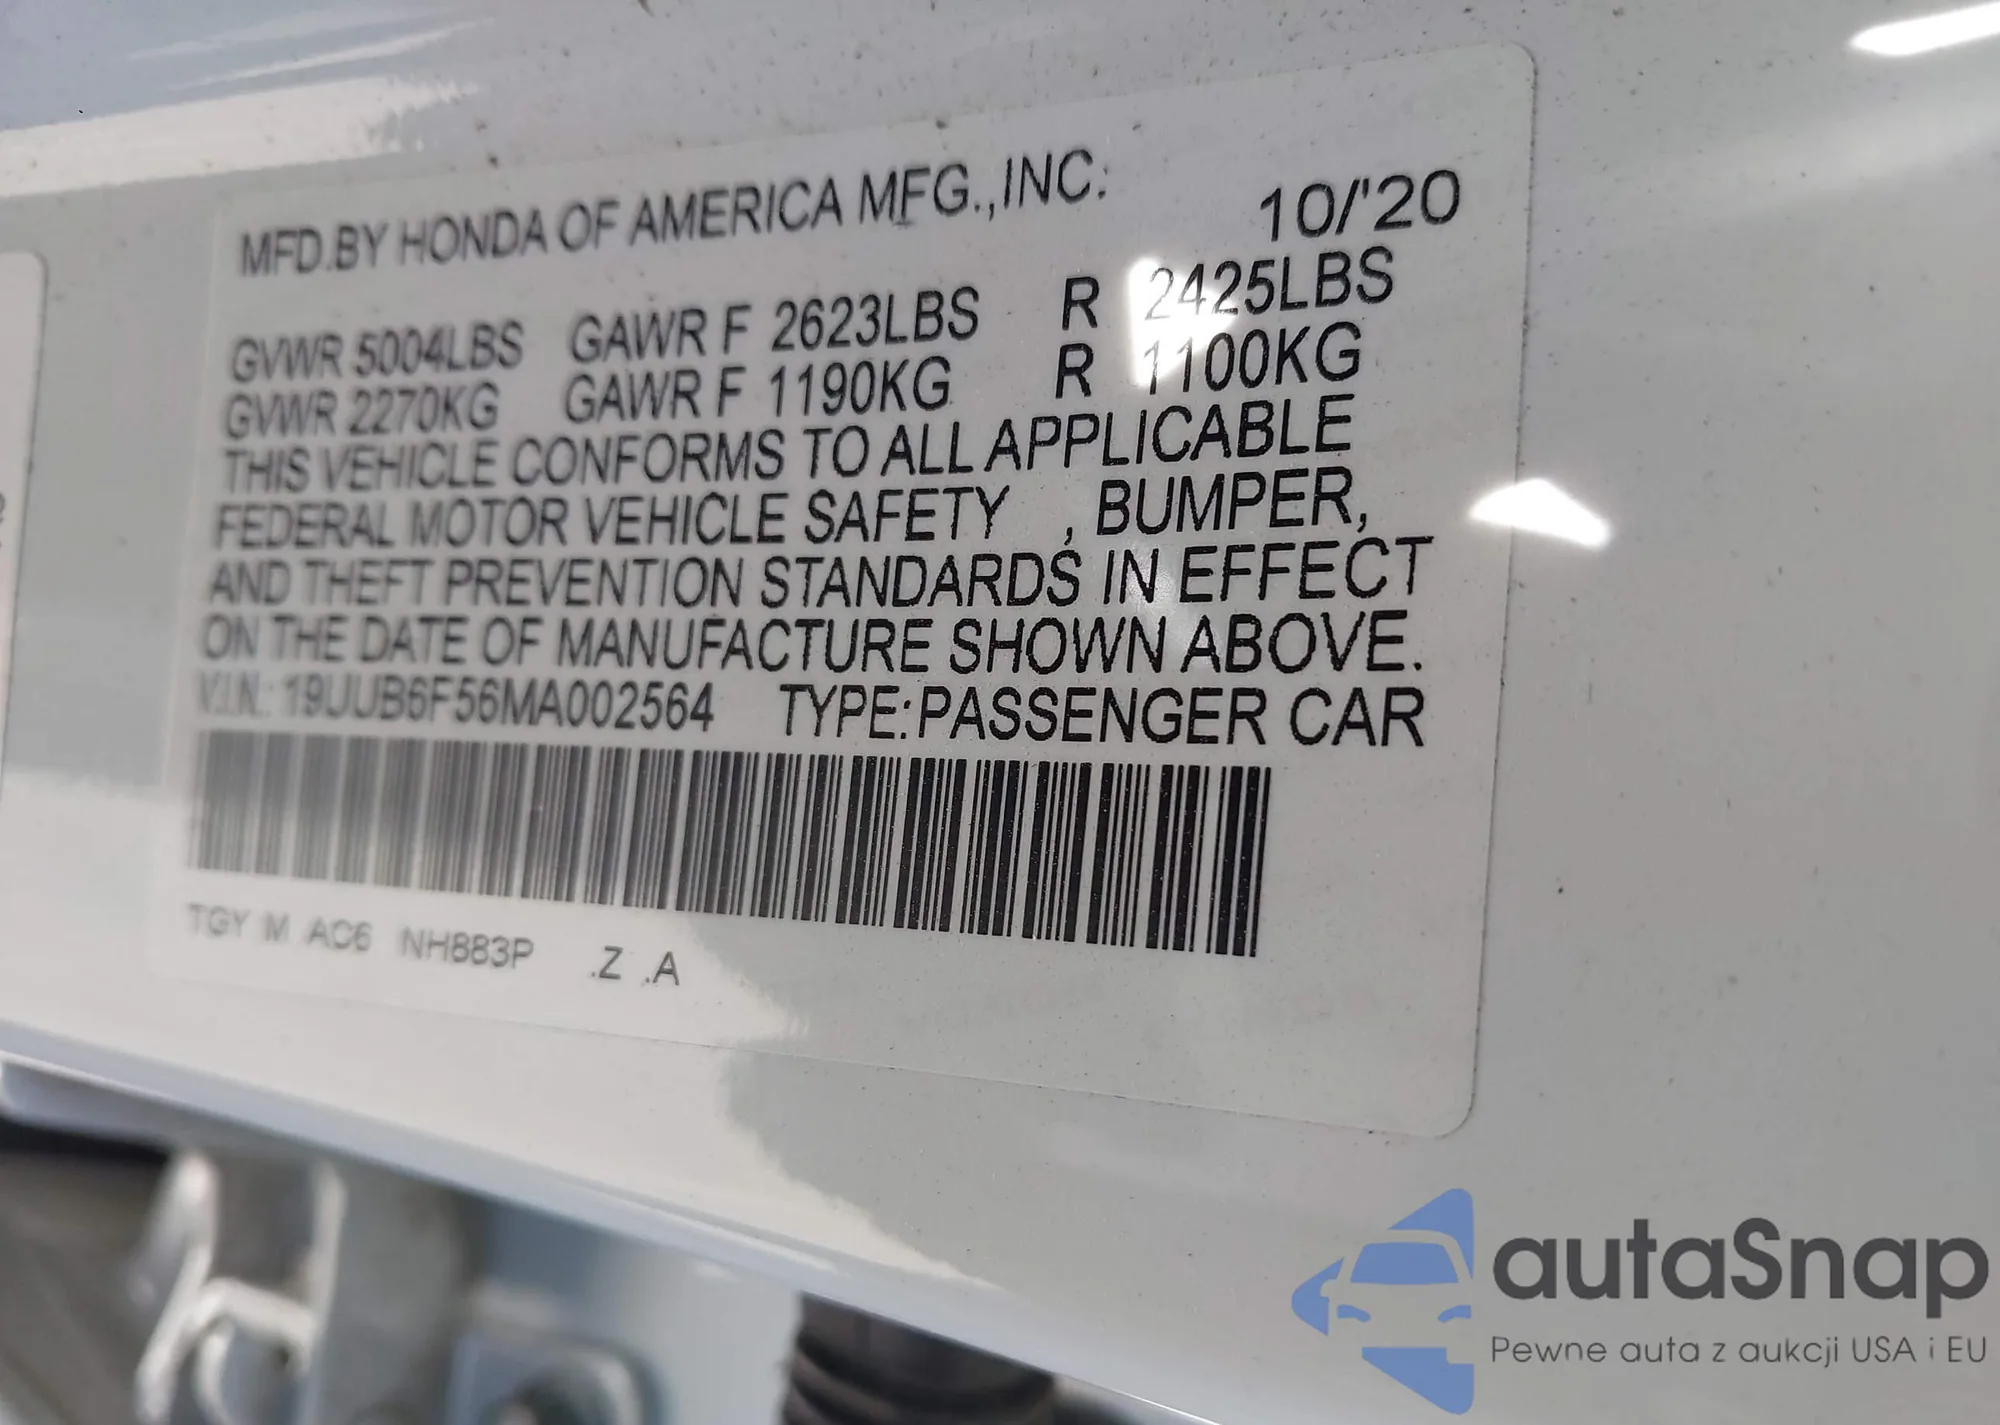 MFD.BY HONDA OF AMERICA MFG.,INC. 10/'20
GVWR 5004LBS GAWR F 2623LBS R 2425LBS
GVWR 2270KG GAWR F 1190KG R 1100KG
THIS VEHICLE CONFORMS TO ALL APPLICABLE
FEDERAL MOTOR VEHICLE SAFETY , BUMPER,
AND THEFT PREVENTION STANDARDS IN EFFECT
ON THE DATE OF MANUFACTURE SHOWN ABOVE.
V.I.N.: 19UUB6F56MA002564 TYPE:PASSENGER CAR
TGY M AC6 NH883P .Z .A
autaSnap
Pewne auta z aukcji USA i EU